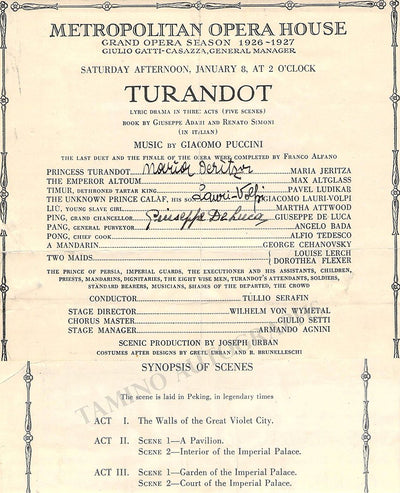 METROPOLITAN OPERA HOUSE
GRAND OPERA SEASON 1926-1927
GIULIO GATTI-CASAZZA, GENERAL MANAGER
SATURDAY AFTERNOON, JANUARY 8, AT 2 O'CLOCK
TURANDOT
LYRIC DRAMA IN THREE ACTS (FIVE SCENES)
BOOK BY GIUSEPPE ADAMI AND RENATO SIMONI
(IN ITALIAN)
MUSIC BY GIACOMO PUCCINI
THE LAST DUET AND THE FINALE OF THE OPERA WERE COMPLETED BY FRANCO ALFANO
PRINCESS TURANDOT Maria Jeritza MARIA JERITZA
THE EMPEROR ALTOUM MAX ALTGLASS
TIMUR, DETHRONED TARTAR KING PAVEL LUDIKAR
THE UNKNOWN PRINCE CALAF, HIS SON Lauri-Volpi GIACOMO LAURI-VOLPI
LIU, YOUNG SLAVE GIRL MARTHA ATTWOOD
PING, GRAND CHANCELLOR Giuseppe De Luca GIUSEPPE DE LUCA
PANG, GENERAL PURVEYOR ANGELO BADA
PONG, CHIEF COOK ALFIO TEDESCO
A MANDARIN GEORGE CEHANOVSKY
TWO MAIDS { LOUISE LERCH
DOROTHEA FLEXER
THE PRINCE OF PERSIA, IMPERIAL GUARDS, THE EXECUTIONER AND HIS ASSISTANTS, CHILDREN,
PRIESTS, MANDARINS, DIGNITARIES, THE EIGHT WISE MEN, TURANDOT'S ATTENDANTS, SOLDIERS,
STANDARD BEARERS, MUSICIANS, SHADES OF THE DEPARTED, THE CROWD
CONDUCTOR TULLIO SERAFIN
STAGE DIRECTOR WILHELM VON WYMETAL
CHORUS MASTER GIULIO SETTI
STAGE MANAGER ARMANDO AGNINI
SCENIC PRODUCTION BY JOSEPH URBAN
COSTUMES AFTER DESIGNS BY GRETL URBAN AND B. BRUNELLESCHI
SYNOPSIS OF SCENES
TAMINO AUTOGRAPHS
The scene is laid in Peking, in legendary times
ACT I. The Walls of the Great Violet City.
ACT II. SCENE 1—A Pavilion.
SCENE 2—Interior of the Imperial Palace.
ACT III. SCENE 1—Garden of the Imperial Palace.
SCENE 2—Court of the Imperial Palace.